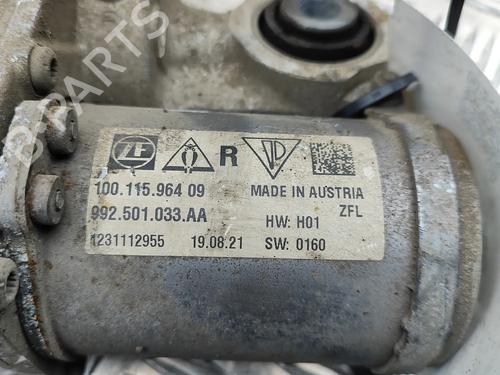 B-PARTS
ZF R
100.115.964 09 MADE IN AUSTRIA
992.501.033.AA HW: H01 ZFL
1231112955 19.08.21 SW: 0160